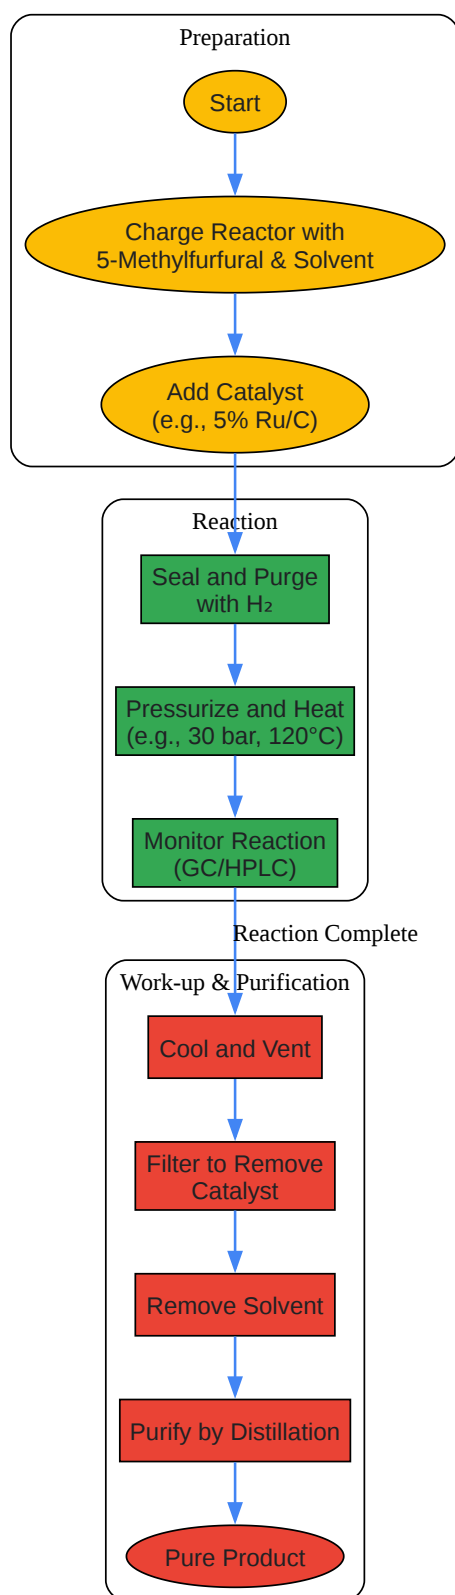 Preparation
Start
Charge Reactor with
5-Methylfurfural & Solvent
Add Catalyst
(e.g., 5% Ru/C)
Reaction
Seal and Purge
with H₂
Pressurize and Heat
(e.g., 30 bar, 120°C)
Monitor Reaction
(GC/HPLC)
Reaction Complete
Work-up & Purification
Cool and Vent
Filter to Remove
Catalyst
Remove Solvent
Purify by Distillation
Pure Product